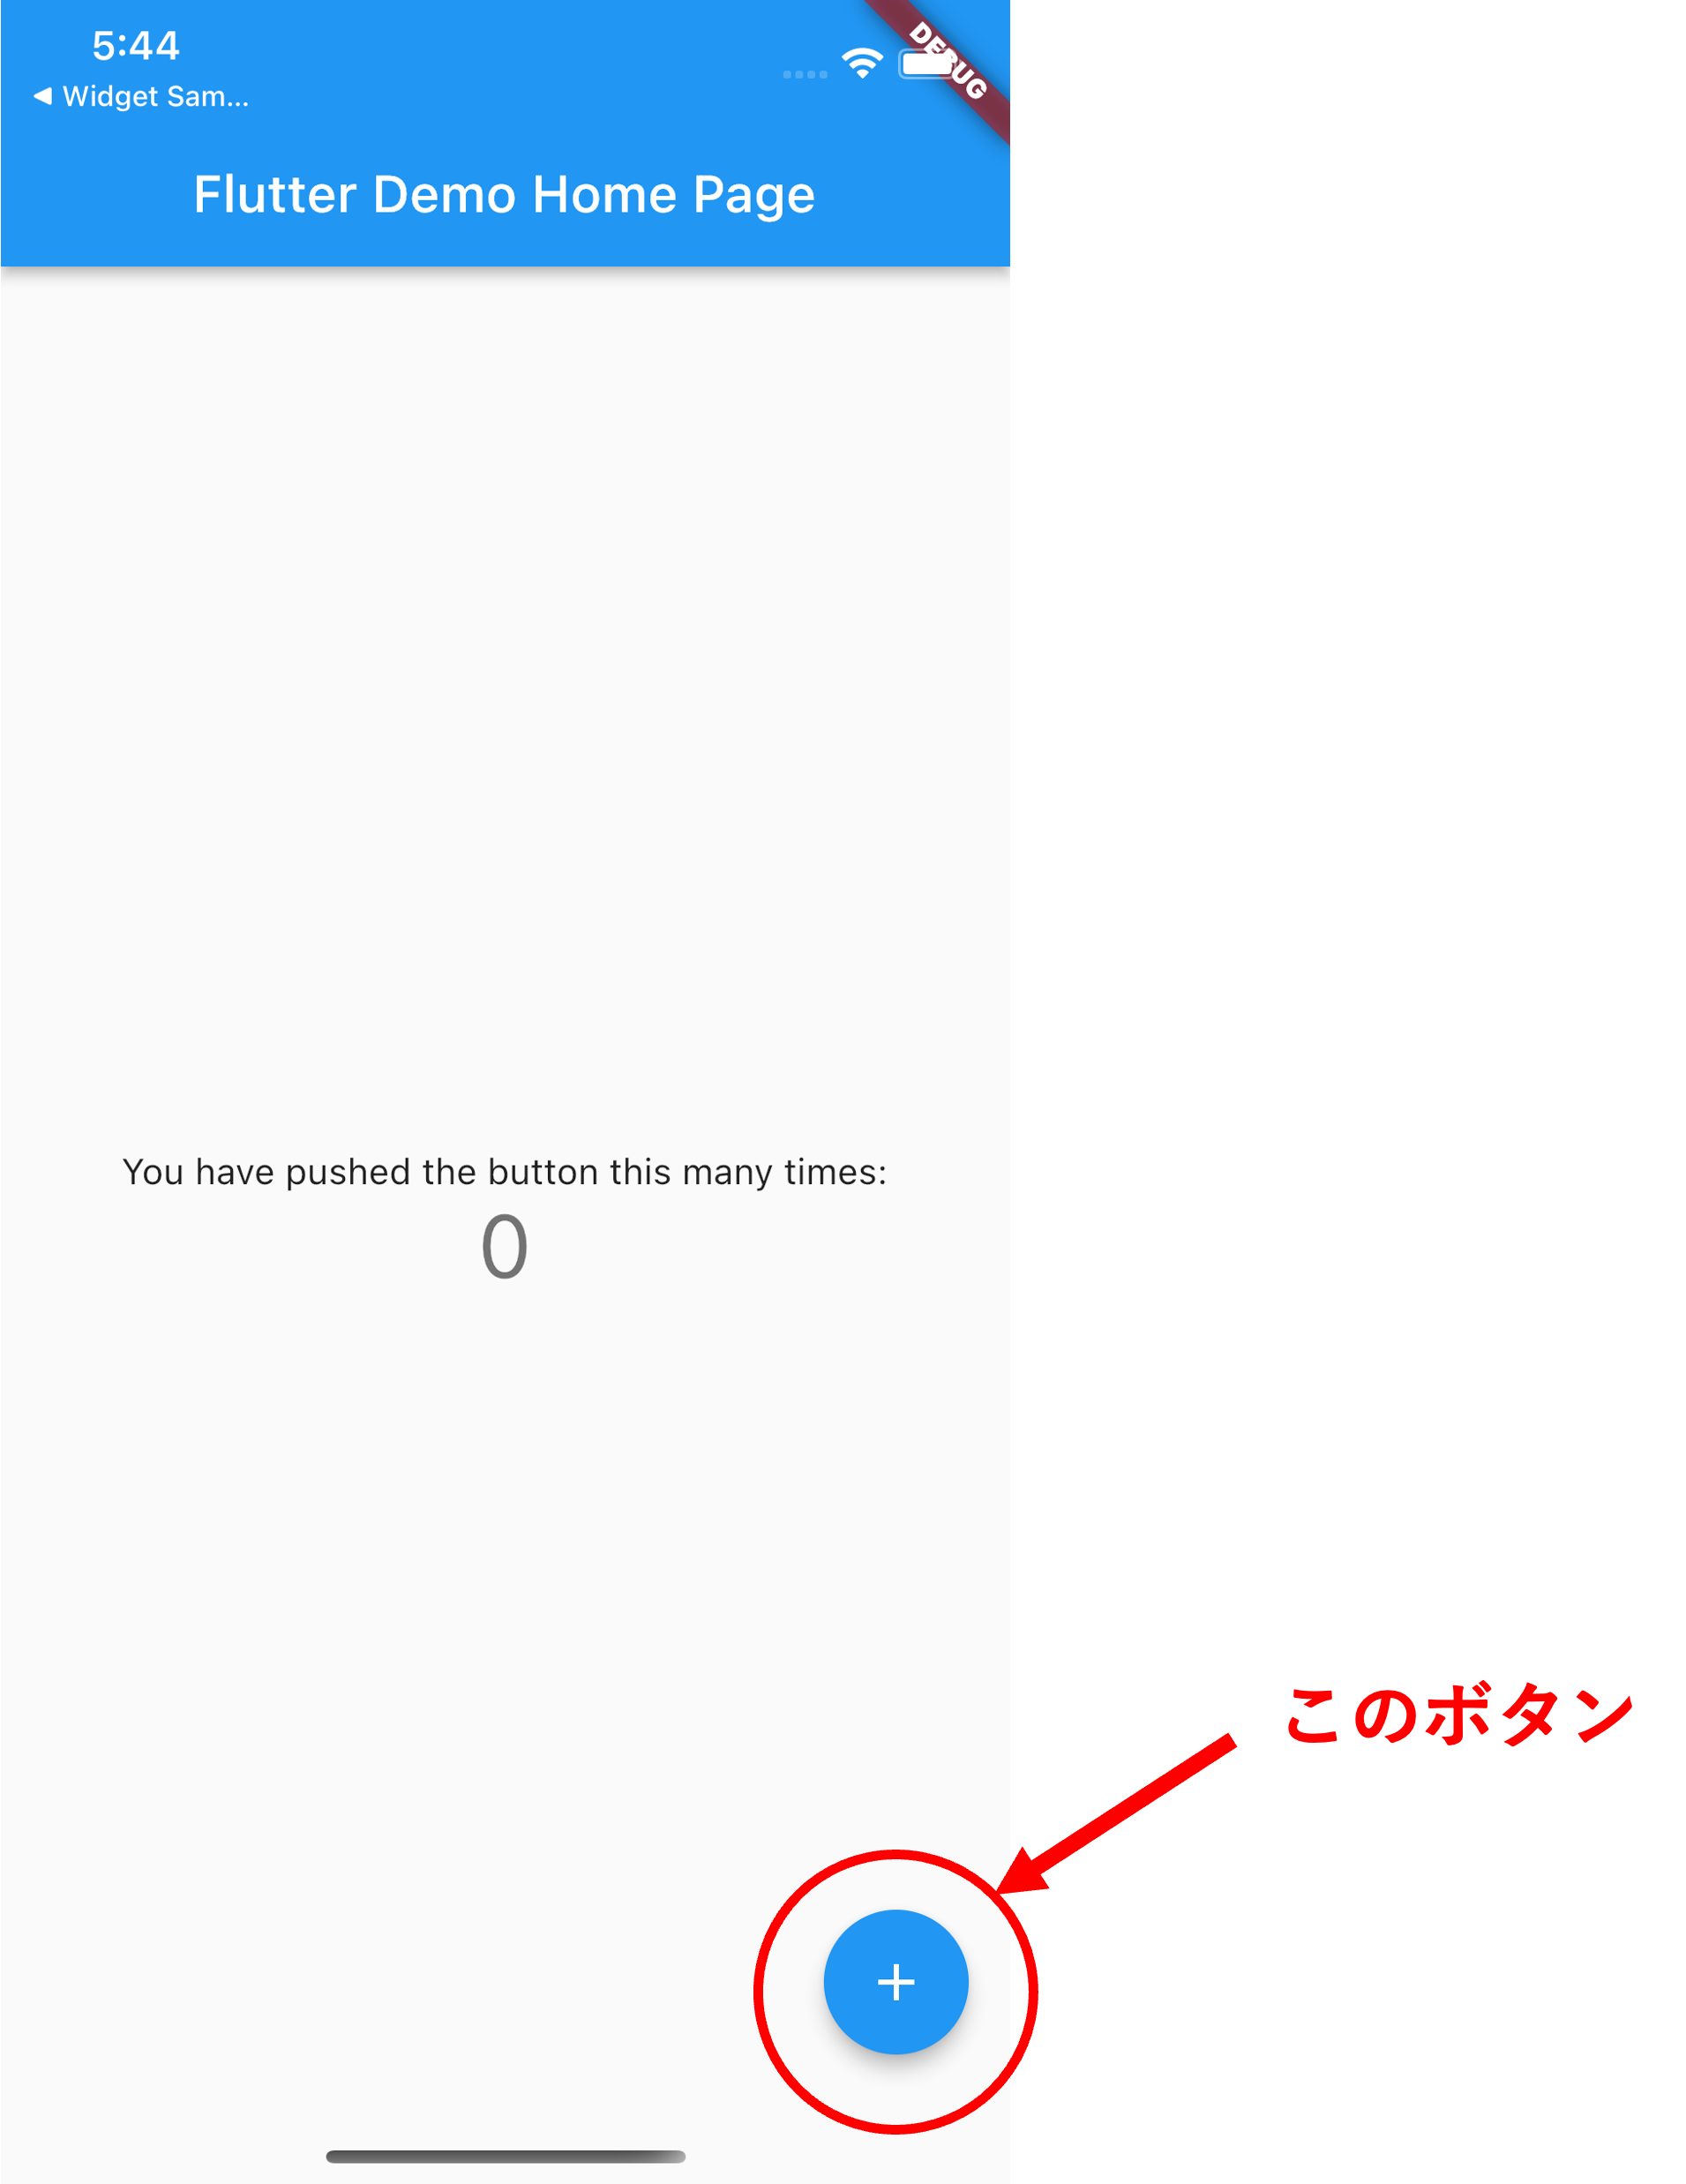 5:44
◀ Widget Sam...
DEBUG
Flutter Demo Home Page
You have pushed the button this many times:
0
このボタン
+